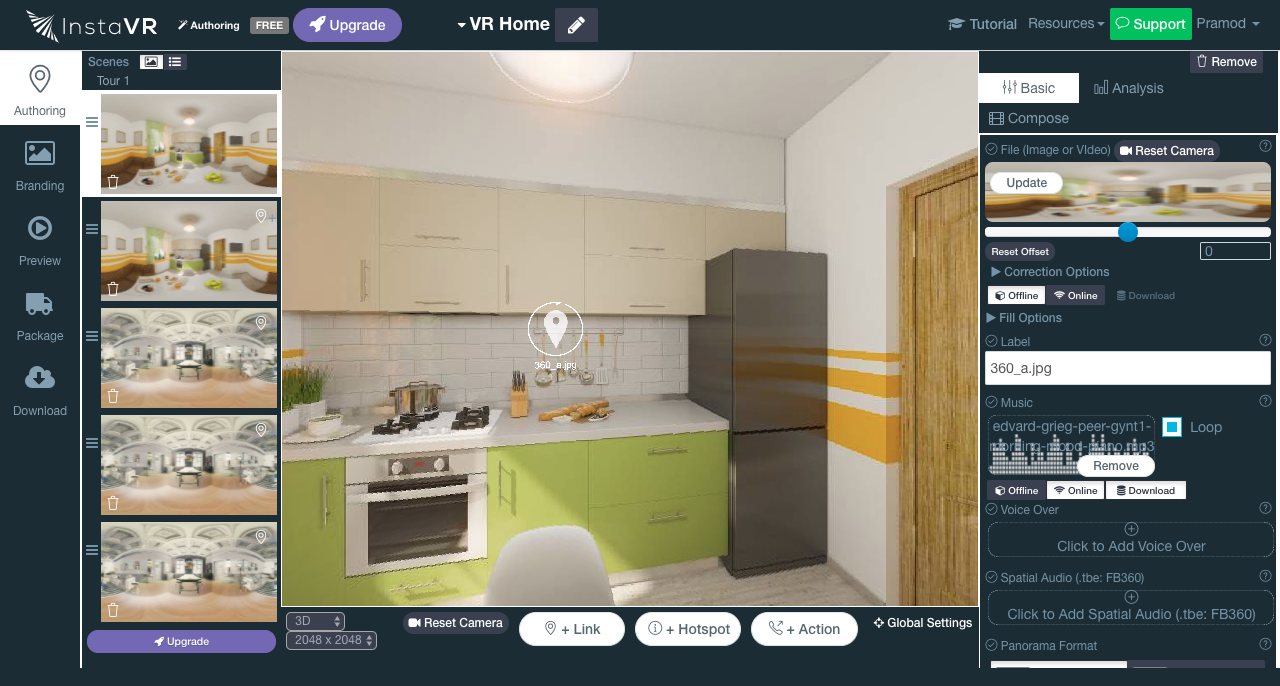 InstaVR
Authoring
FREE
Upgrade
VR Home
Tutorial
Resources
Support
Pramod
Authoring
Branding
Preview
Package
Download
Scenes
Tour 1
Upgrade
360_a.jpg
3D
2048 x 2048
Reset Camera
+ Link
+ Hotspot
+ Action
Global Settings
Remove
Basic
Analysis
Compose
File (Image or VIdeo)
Reset Camera
Update
Reset Offset
0
Correction Options
Offline
Online
Download
Fill Options
Label
360_a.jpg
Music
edvard-grieg-peer-gynt1-
morning-mood-piano.mp3
Loop
Remove
Offline
Online
Download
Voice Over
Click to Add Voice Over
Spatial Audio (.tbe: FB360)
Click to Add Spatial Audio (.tbe: FB360)
Panorama Format